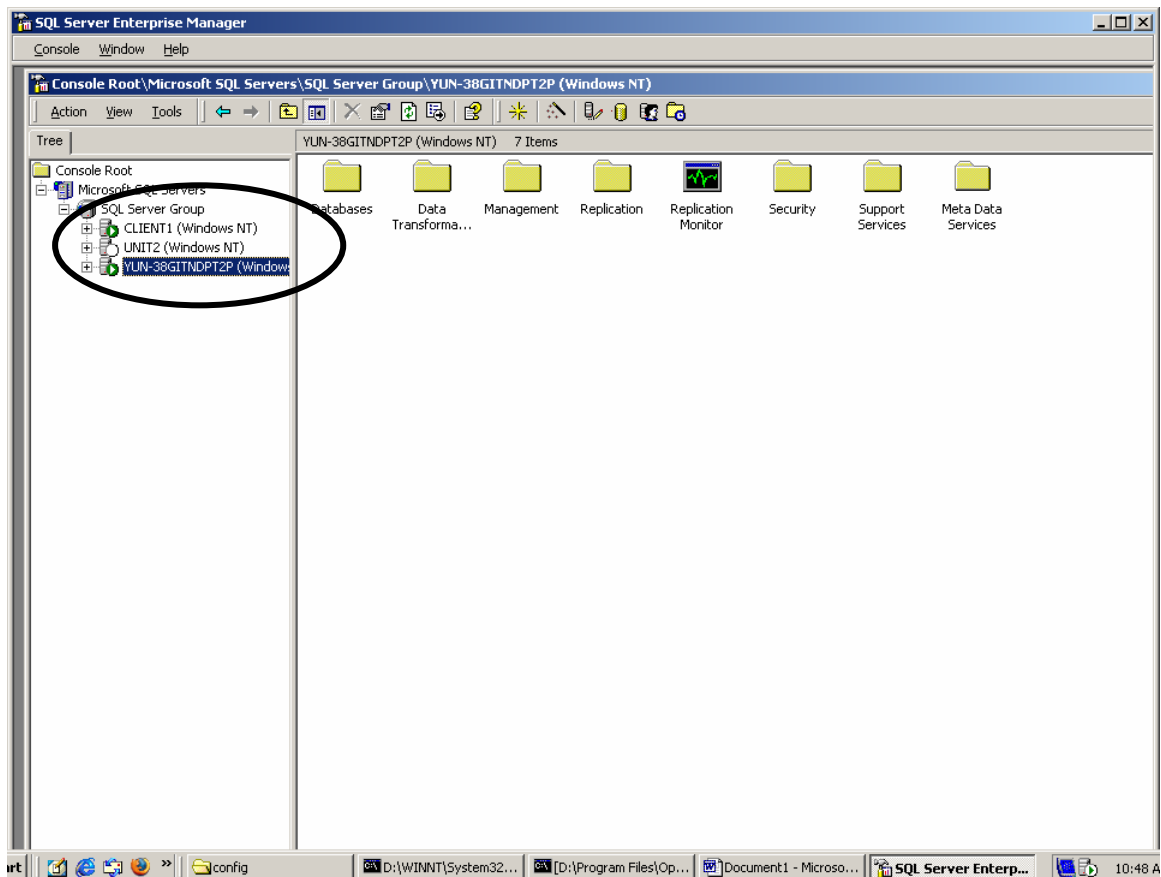 SQL Server Enterprise Manager
Console Window Help
Console Root\Microsoft SQL Servers\SQL Server Group\YUN-38GITNDPT2P (Windows NT)
Action View Tools
Tree
YUN-38GITNDPT2P (Windows NT) 7 Items
Console Root
Microsoft SQL Servers
SQL Server Group
CLIENT1 (Windows NT)
UNIT2 (Windows NT)
YUN-38GITNDPT2P (Windows
Databases
Data
Transforma...
Management
Replication
Replication
Monitor
Security
Support
Services
Meta Data
Services
art
»
config
D:\WINNT\System32...
[D:\Program Files\Op...
Document1 - Microso...
SQL Server Enterp...
10:48 A